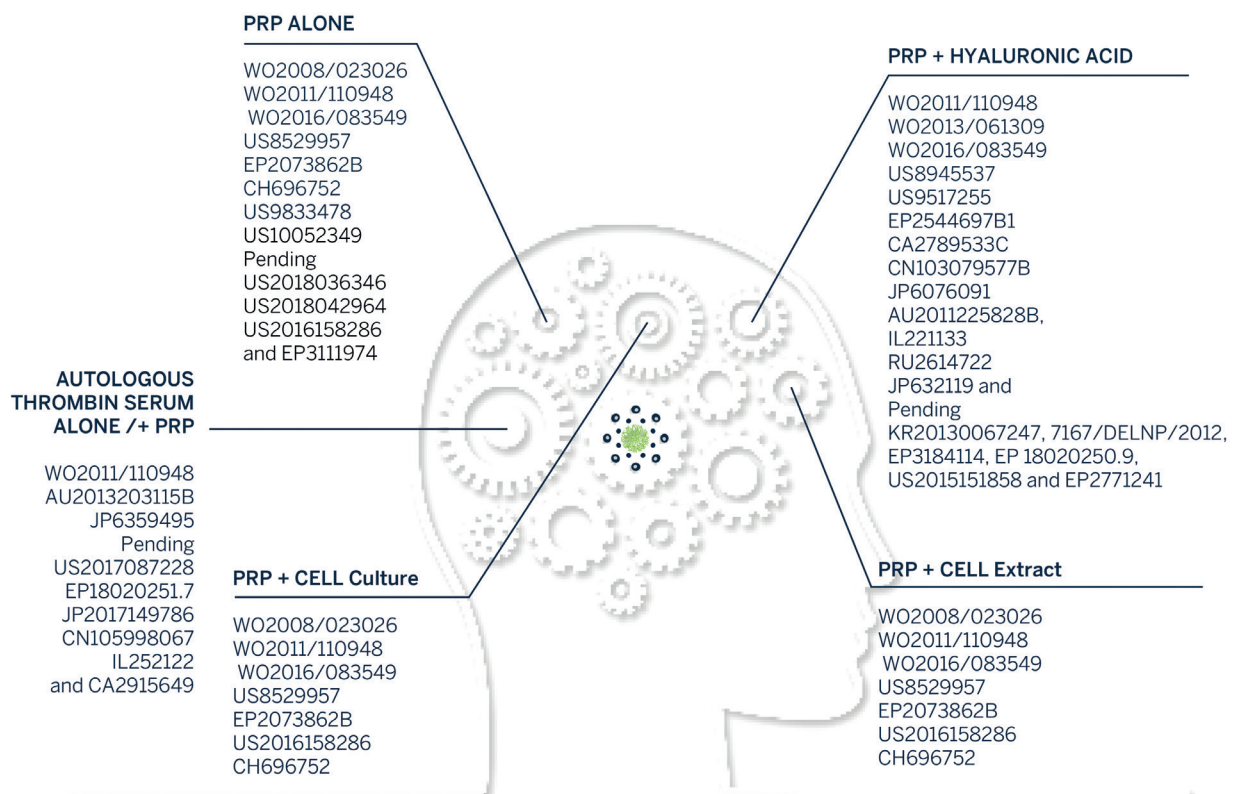 PRP ALONE
WO2008/023026
WO2011/110948
WO2016/083549
US8529957
EP2073862B
CH696752
US9833478
US10052349
Pending
US2018036346
US2018042964
US2016158286
and EP3111974
PRP + HYALURONIC ACID
WO2011/110948
WO2013/061309
WO2016/083549
US8945537
US9517255
EP2544697B1
CA2789533C
CN103079577B
JP6076091
AU2011225828B,
IL221133
RU2614722
JP632119 and
Pending
KR20130067247, 7167/DELNP/2012,
EP3184114, EP 18020250.9,
US2015151858 and EP2771241
AUTOLOGOUS
THROMBIN SERUM
ALONE /+ PRP
WO2011/110948
AU2013203115B
JP6359495
Pending
US2017087228
EP18020251.7
JP2017149786
CN105998067
IL252122
and CA2915649
PRP + CELL Culture
WO2008/023026
WO2011/110948
WO2016/083549
US8529957
EP2073862B
US2016158286
CH696752
PRP + CELL Extract
WO2008/023026
WO2011/110948
WO2016/083549
US8529957
EP2073862B
US2016158286
CH696752